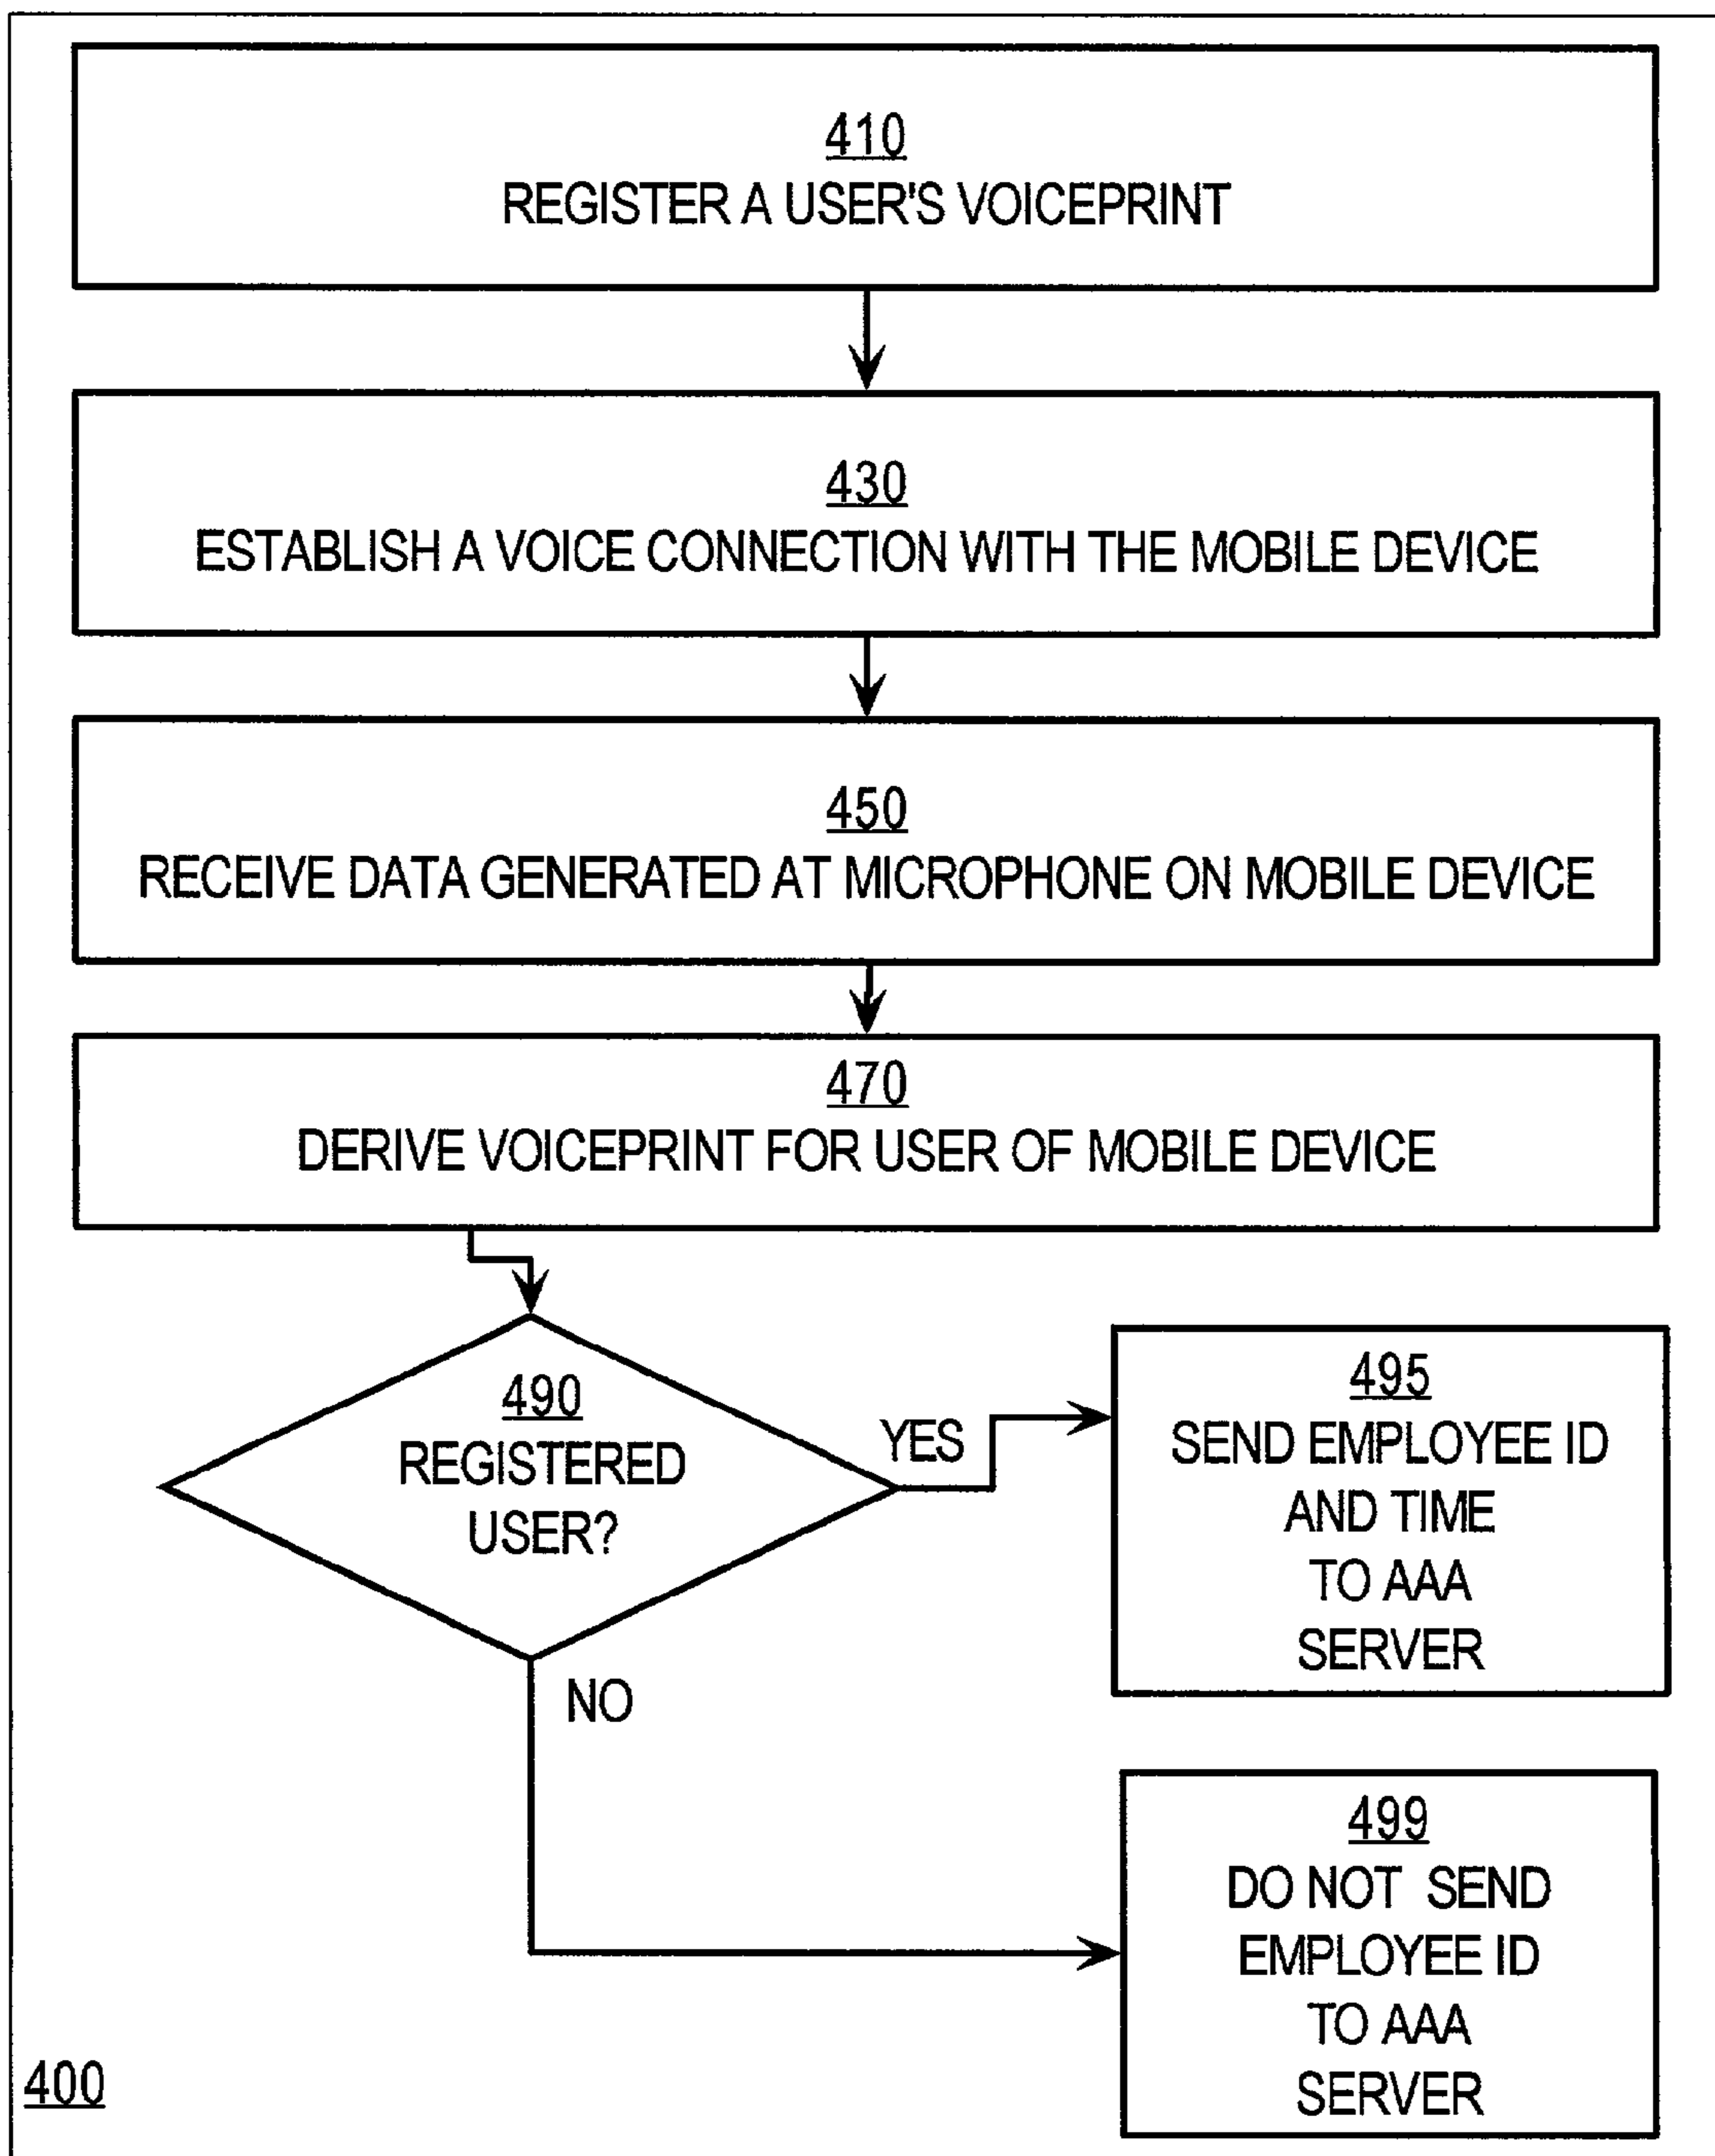 410
REGISTER A USER'S VOICEPRINT
430
ESTABLISH A VOICE CONNECTION WITH THE MOBILE DEVICE
450
RECEIVE DATA GENERATED AT MICROPHONE ON MOBILE DEVICE
470
DERIVE VOICEPRINT FOR USER OF MOBILE DEVICE
490
REGISTERED
USER?
YES
495
SEND EMPLOYEE ID
AND TIME
TO AAA
SERVER
NO
499
DO NOT SEND
EMPLOYEE ID
TO AAA
SERVER
400